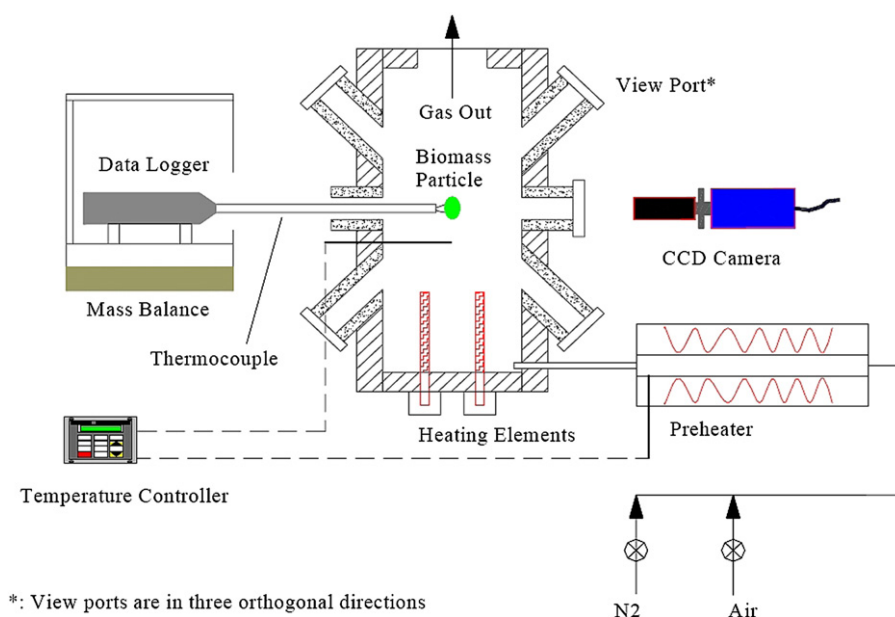 View Port*
Gas Out
Data Logger
Biomass
Particle
CCD Camera
Mass Balance
Thermocouple
Heating Elements
Preheater
Temperature Controller
*: View ports are in three orthogonal directions
N2
Air